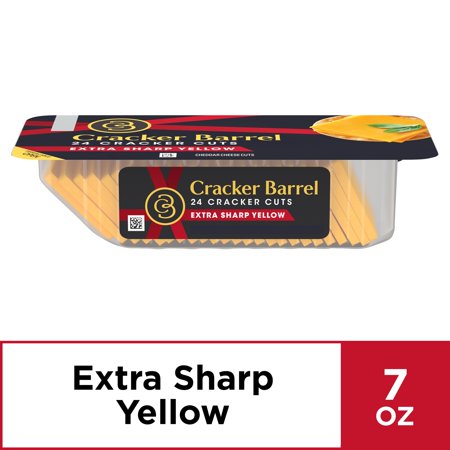 Cracker Barrel
24 CRACKER CUTS
EXTRA SHARP YELLOW
CHEDDAR CHEESE CUTS
Cracker Barrel
24 CRACKER CUTS
EXTRA SHARP YELLOW
Extra Sharp
Yellow
7
OZ